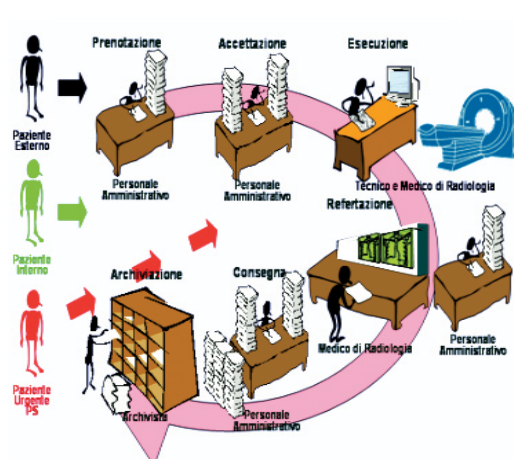 Prenotazione
Accettazione
Esecuzione
Paziente
Esterno
Personale
Amministrativo
Personale
Amministrativo
Tecnico e Medico di Radiologia
Refertazione
Paziente
Interno
Archiviazione
Consegna
Medico di Radiologia
Personale
Amministrativo
Paziente
Urgente
PS
Archivista
Personale
Amministrativo